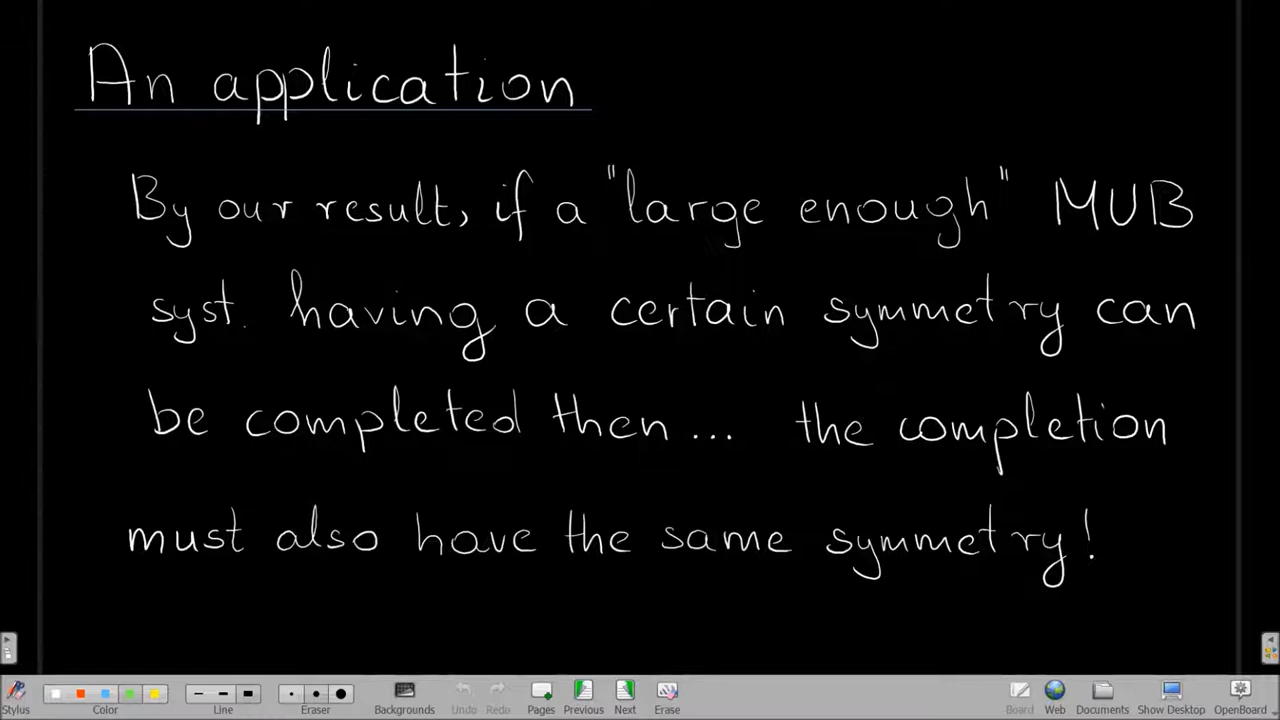 An application
By our result, if a "large enough" MUB
syst. having a certain symmetry can
be completed then... the completion
must also have the same symmetry!
Stylus Color Line Eraser Backgrounds Undo Redo Pages Previous Next Erase Board Web Documents Show Desktop OpenBoard